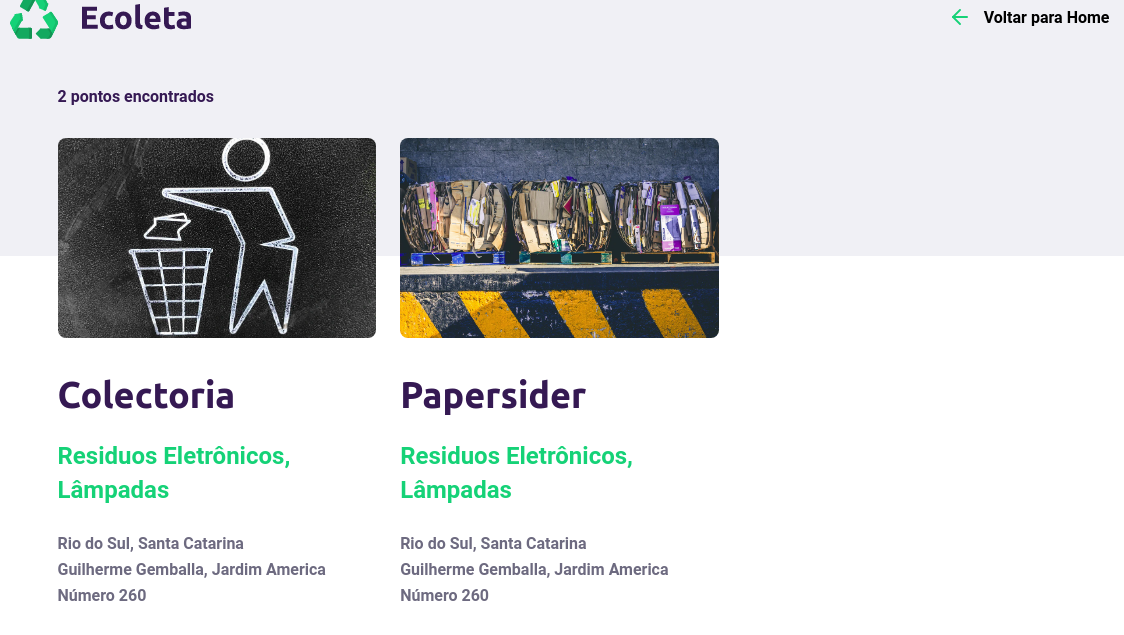 Ecoleta
Voltar para Home
2 pontos encontrados
Colectoria
Residuos Eletrônicos,
Lâmpadas
Rio do Sul, Santa Catarina
Guilherme Gemballa, Jardim America
Número 260
Papersider
Residuos Eletrônicos,
Lâmpadas
Rio do Sul, Santa Catarina
Guilherme Gemballa, Jardim America
Número 260